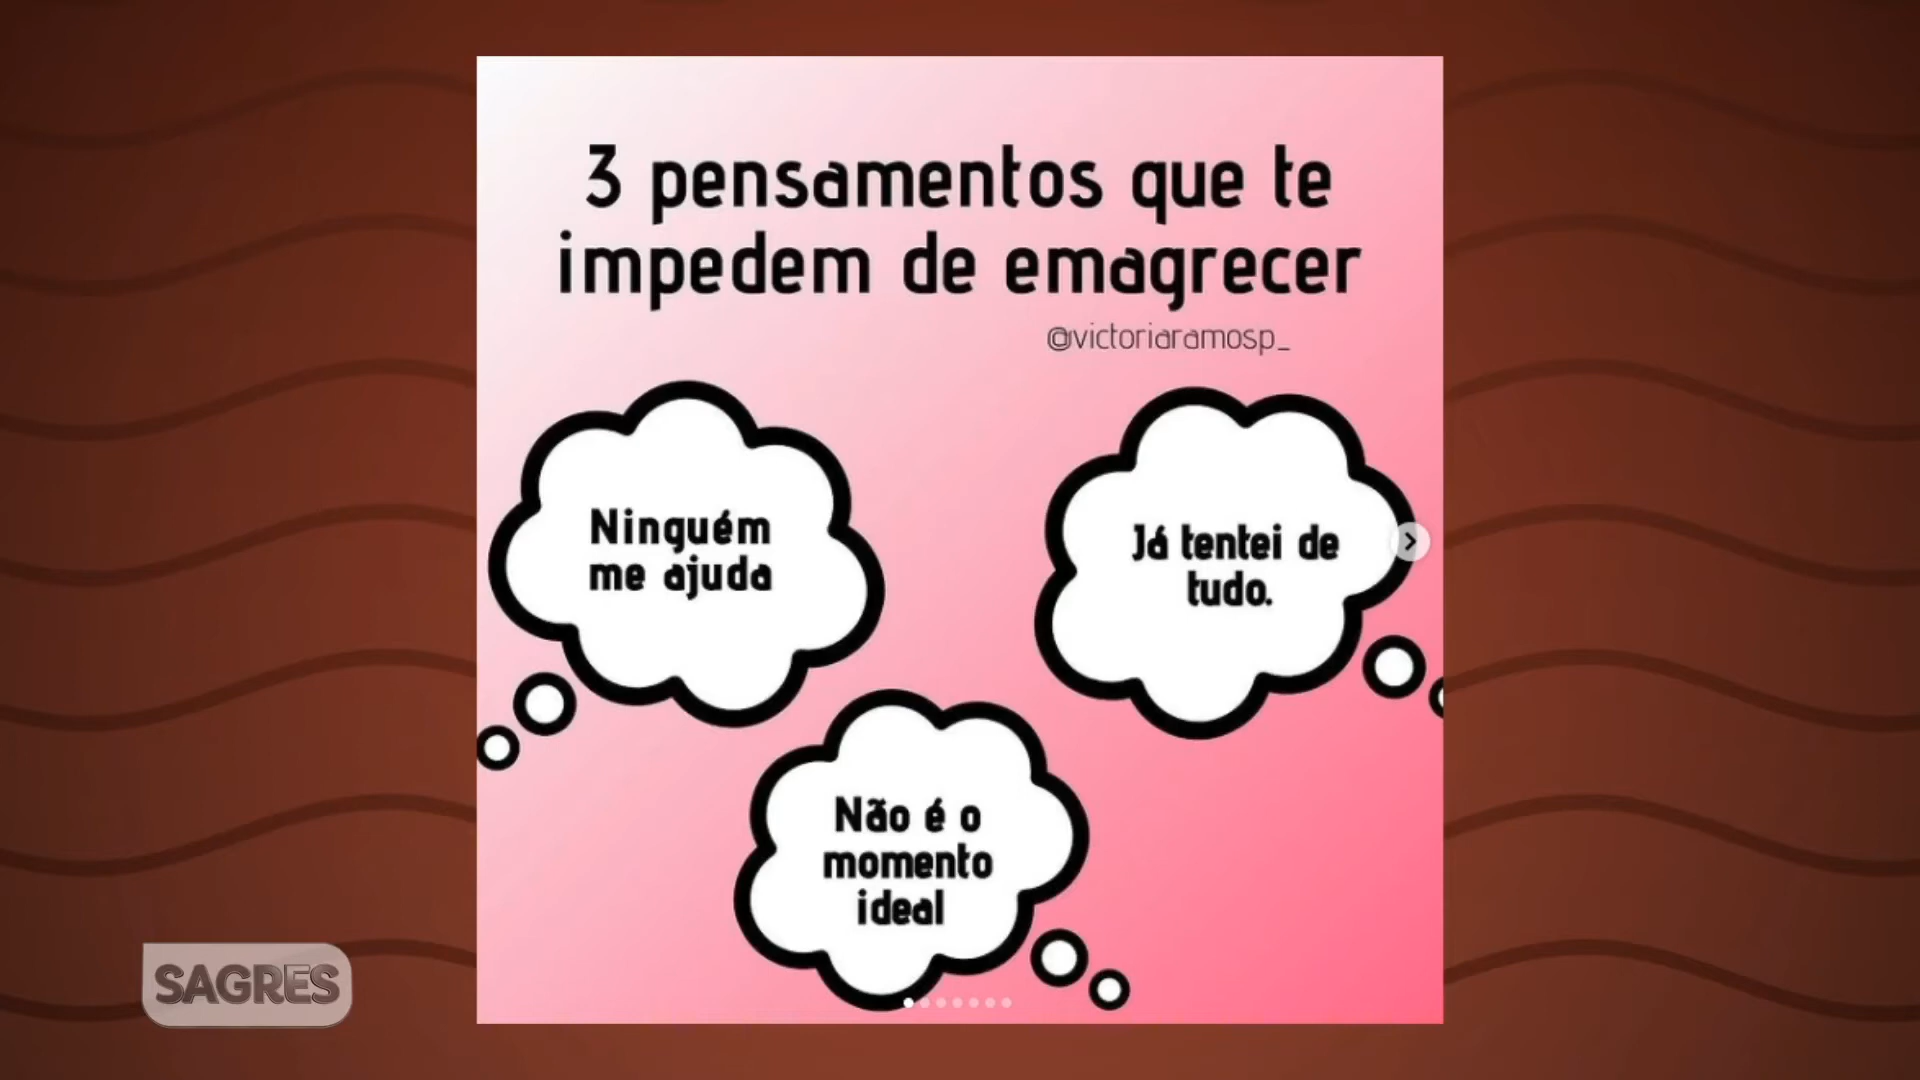 3 pensamentos que te
impedem de emagrecer
@victoriaramosp_
Ninguém
me ajuda
Já tentei de
tudo.
Não é o
momento
ideal
SAGRES